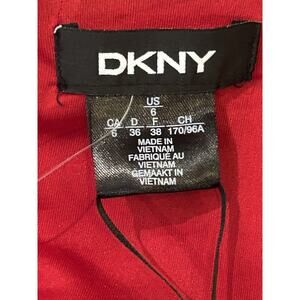 DKNY
US
6
CA D F CH
6 36 38 170/96A
MADE IN
VIETNAM
FABRIQUÉ AU
VIETNAM
GEMAAKT IN
VIETNAM